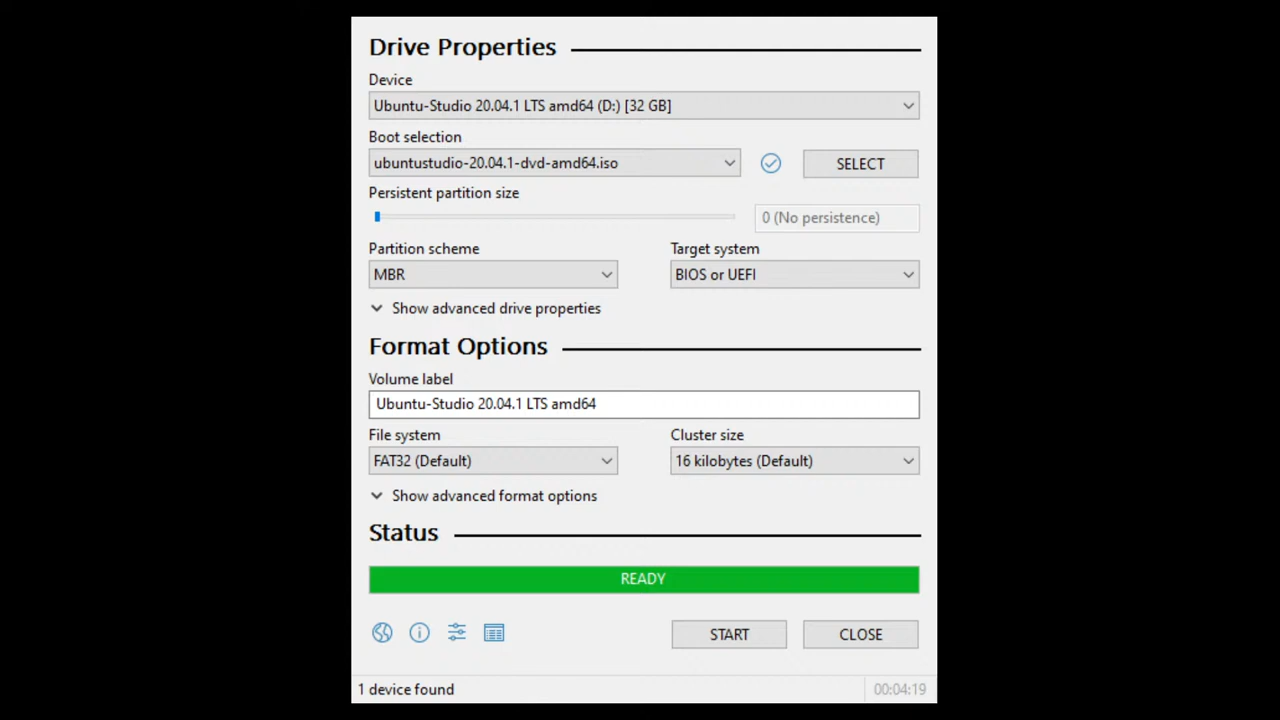 Drive Properties
Device
Ubuntu-Studio 20.04.1 LTS amd64 (D:) [32 GB]
Boot selection
ubuntustudio-20.04.1-dvd-amd64.iso
SELECT
Persistent partition size
0 (No persistence)
Partition scheme
Target system
MBR
BIOS or UEFI
Show advanced drive properties
Format Options
Volume label
Ubuntu-Studio 20.04.1 LTS amd64
File system
Cluster size
FAT32 (Default)
16 kilobytes (Default)
Show advanced format options
Status
READY
START
CLOSE
1 device found
00:04:19